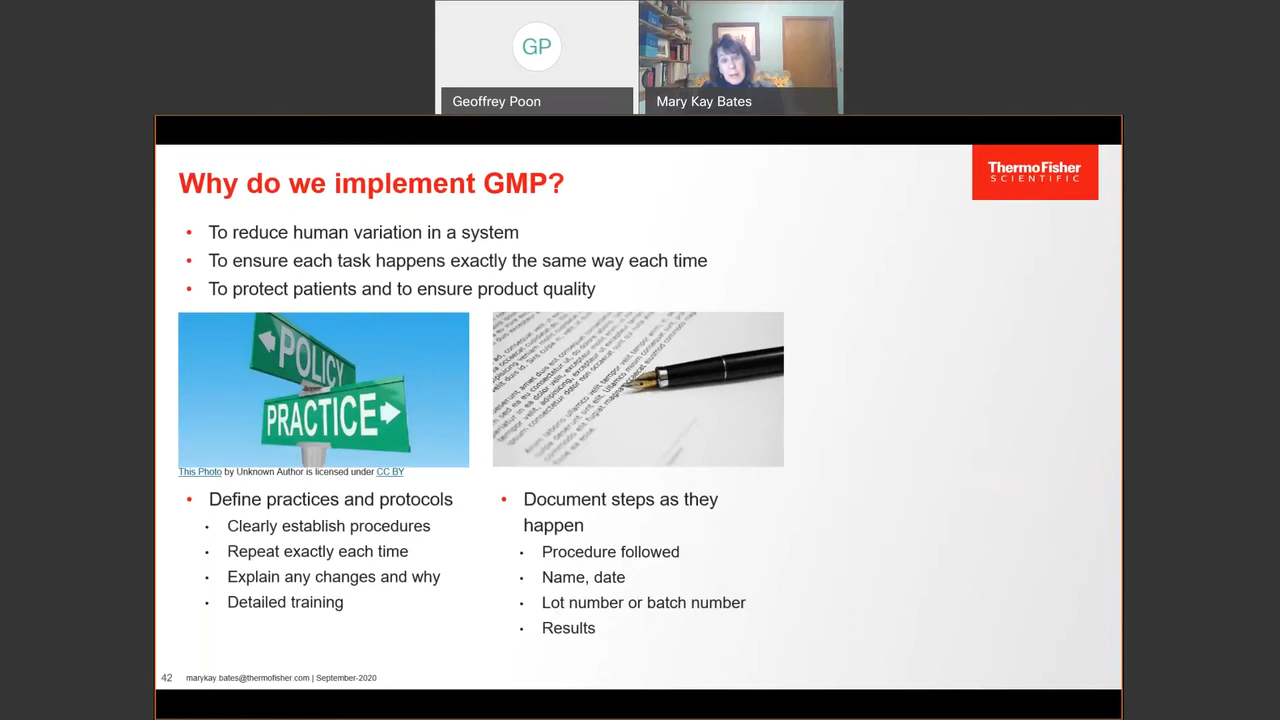 GP
Geoffrey Poon
Mary Kay Bates
Why do we implement GMP?
ThermoFisher
SCIENTIFIC
• To reduce human variation in a system
• To ensure each task happens exactly the same way each time
• To protect patients and to ensure product quality
POLICY
PRACTICE
This Photo by Unknown Author is licensed under CC BY
• Define practices and protocols
• Clearly establish procedures
• Repeat exactly each time
• Explain any changes and why
• Detailed training
• Document steps as they
happen
• Procedure followed
• Name, date
• Lot number or batch number
• Results
42 marykay.bates@thermofisher.com | September-2020